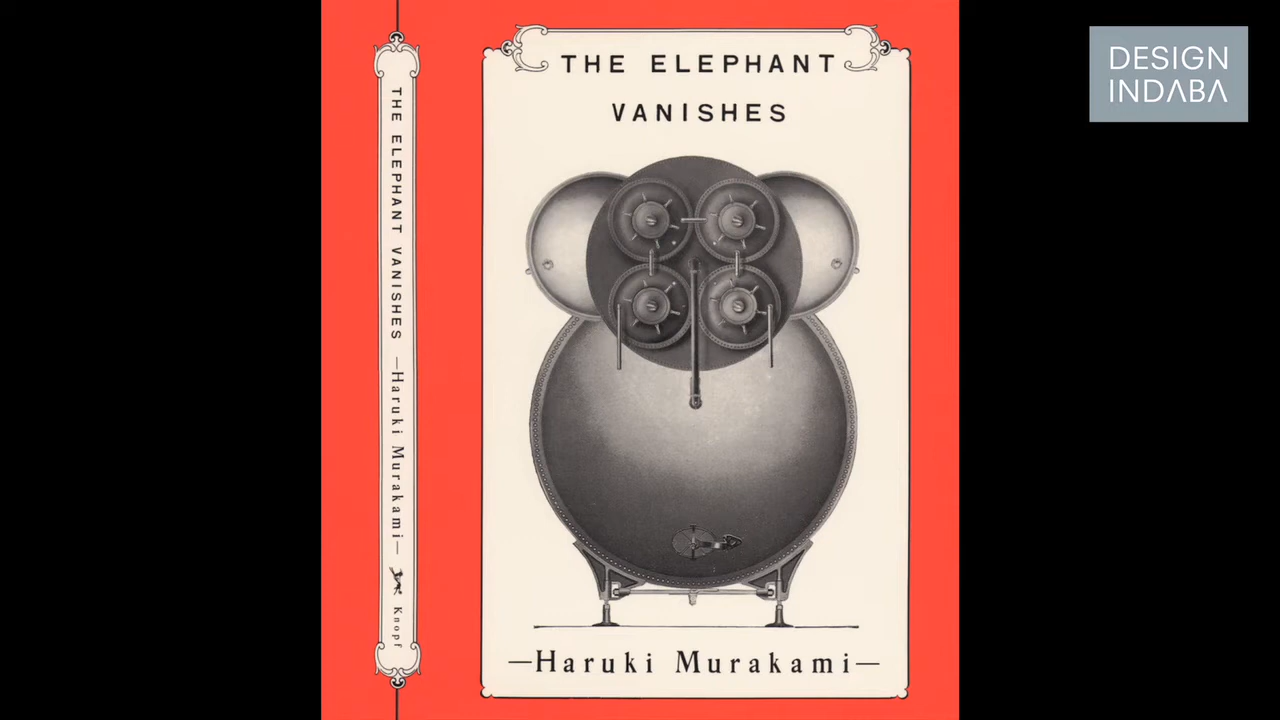 THE ELEPHANT VANISHES —Haruki Murakami— Knopf
THE ELEPHANT
VANISHES
—Haruki Murakami—
DESIGN
INDABA